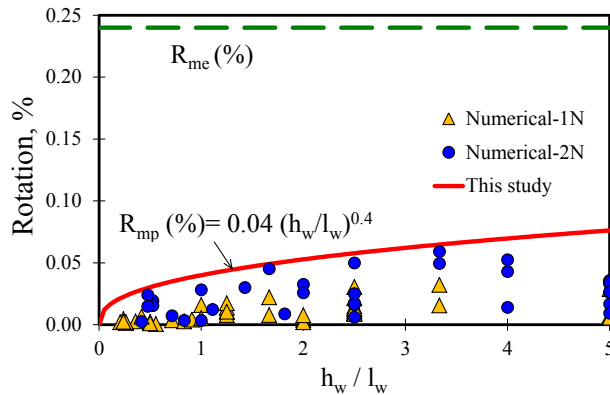 0.25
0.20
0.15
0.10
0.05
0.00
Rotation, %
R_me (%)
Numerical-1N
Numerical-2N
This study
R_mp (%)= 0.04 (h_w/l_w)^0.4
0 1 2 3 4 5
h_w / l_w